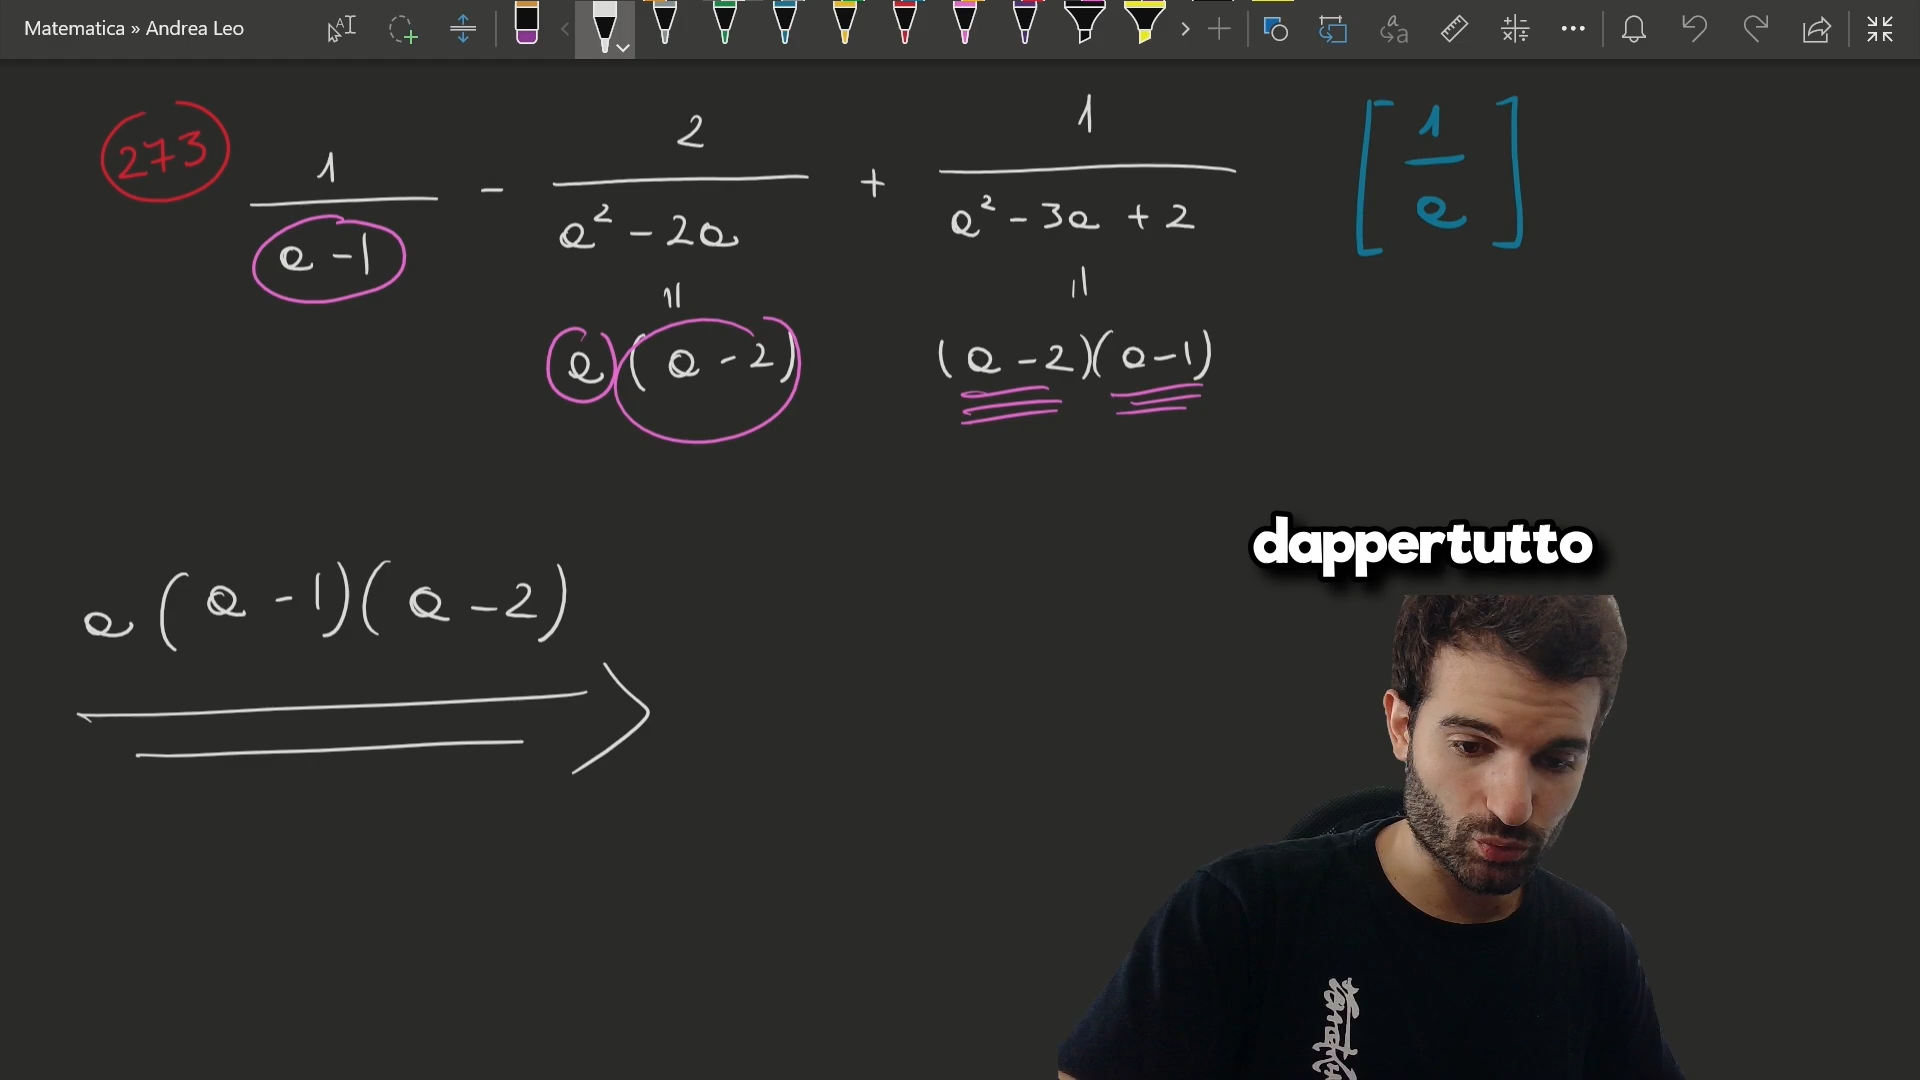 Matematica » Andrea Leo
273
1/(a-1) - 2/(a² - 2a) + 1/(a² - 3a + 2) [1/a]
= =
a(a-2) (a-2)(a-1)
dappertutto
a(a-1)(a-2)